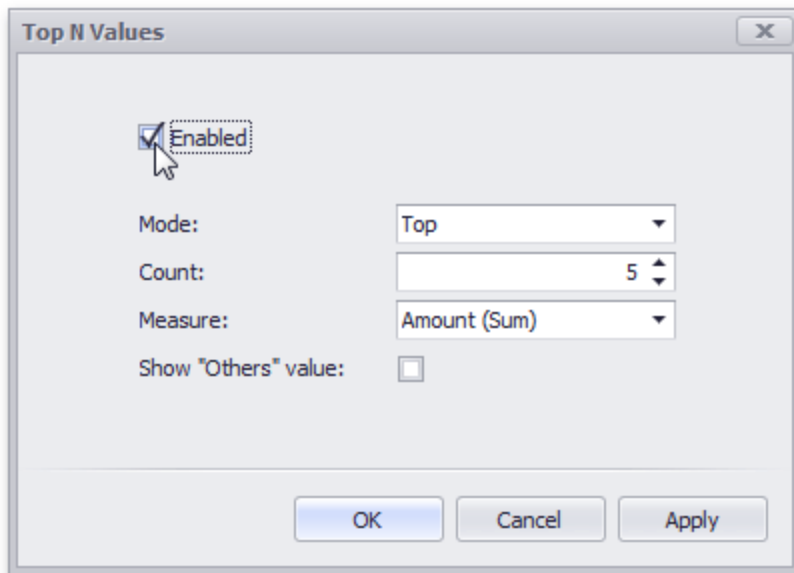 Top N Values
Enabled
Mode: Top
Count: 5
Measure: Amount (Sum)
Show "Others" value:
OK Cancel Apply